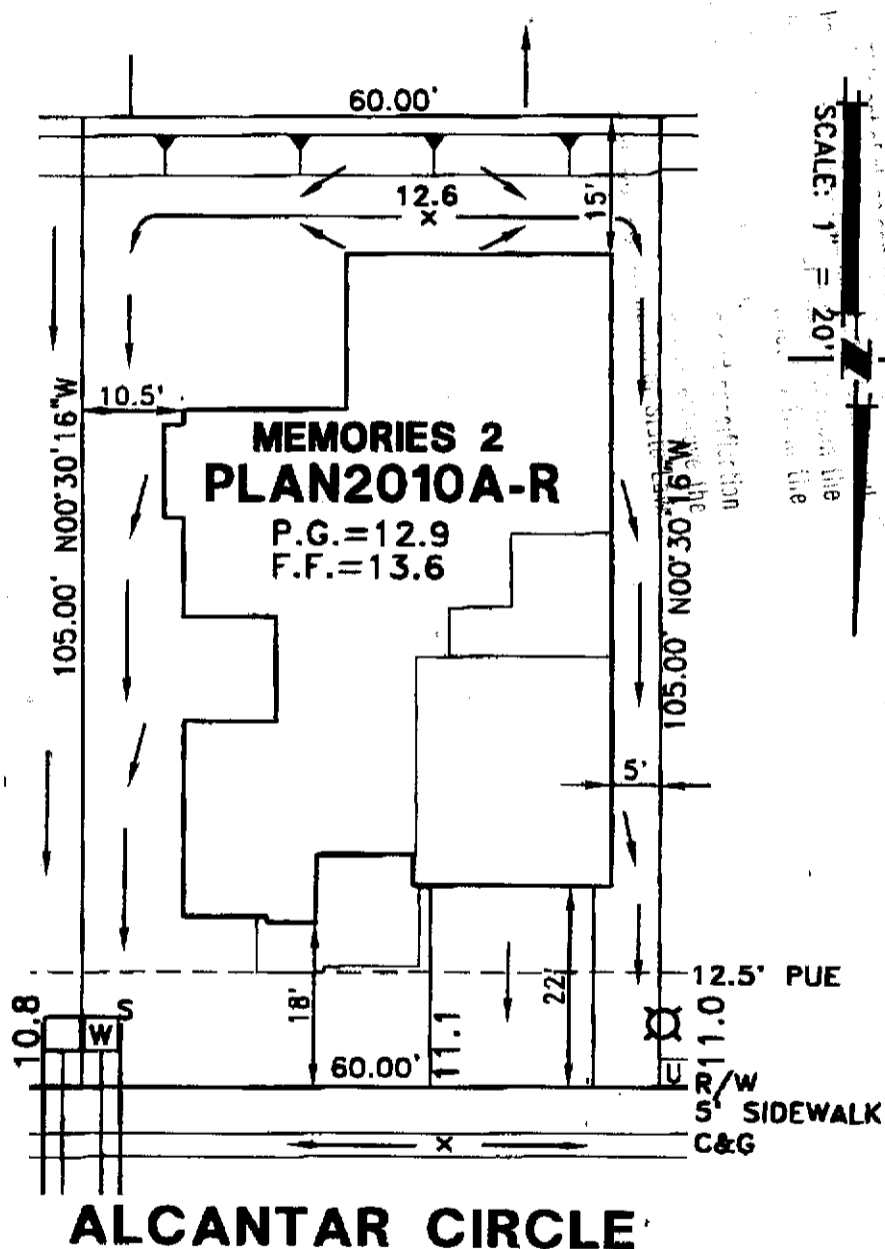 60.00'
SCALE: 1" = 20'
12.6
x
15'
10.5'
105.00' N00°30'16"W
MEMORIES 2
PLAN2010A-R
P.G.=12.9
F.F.=13.6
105.00' N00°30'16"W
5'
12.5' PUE
10.8
S
W
18'
11.1
22'
11.0
60.00'
U
R/W
5' SIDEWALK
x
C&G
ALCANTAR CIRCLE